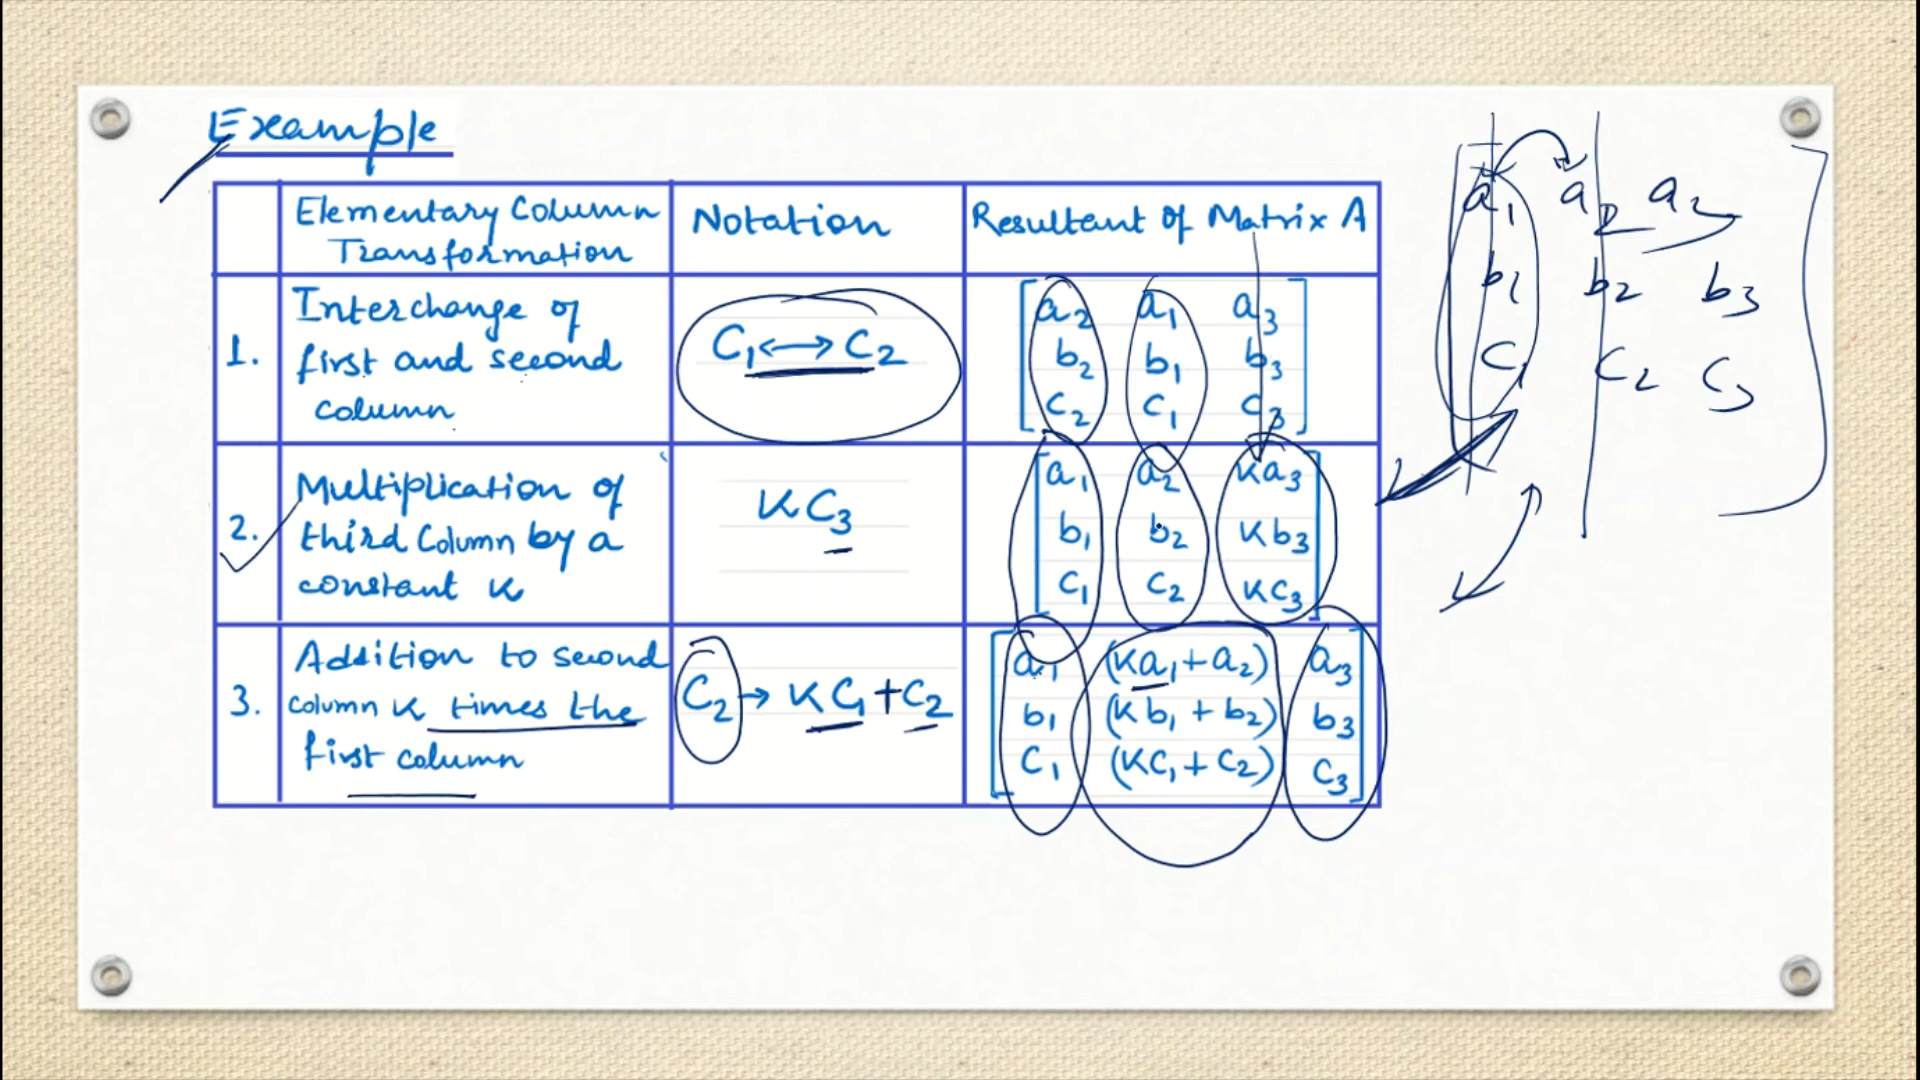 Example
Elementary Column
Transformation
Notation
Resultant of Matrix A
1.
Interchange of
first and second
column
C₁ ⟷ C₂
a₂ a₁ a₃
b₂ b₁ b₃
c₂ c₁ c₃
2.
Multiplication of
third Column by a
constant K
KC₃
a₁ a₂ Ka₃
b₁ b₂ Kb₃
c₁ c₂ Kc₃
3.
Addition to second
column K times the
first column
C₂ → KC₁ + C₂
a₁ (Ka₁ + a₂) a₃
b₁ (Kb₁ + b₂) b₃
c₁ (Kc₁ + c₂) c₃
a₁ a₂ a₂
b₁ b₂ b₃
c₁ c₂ c₃